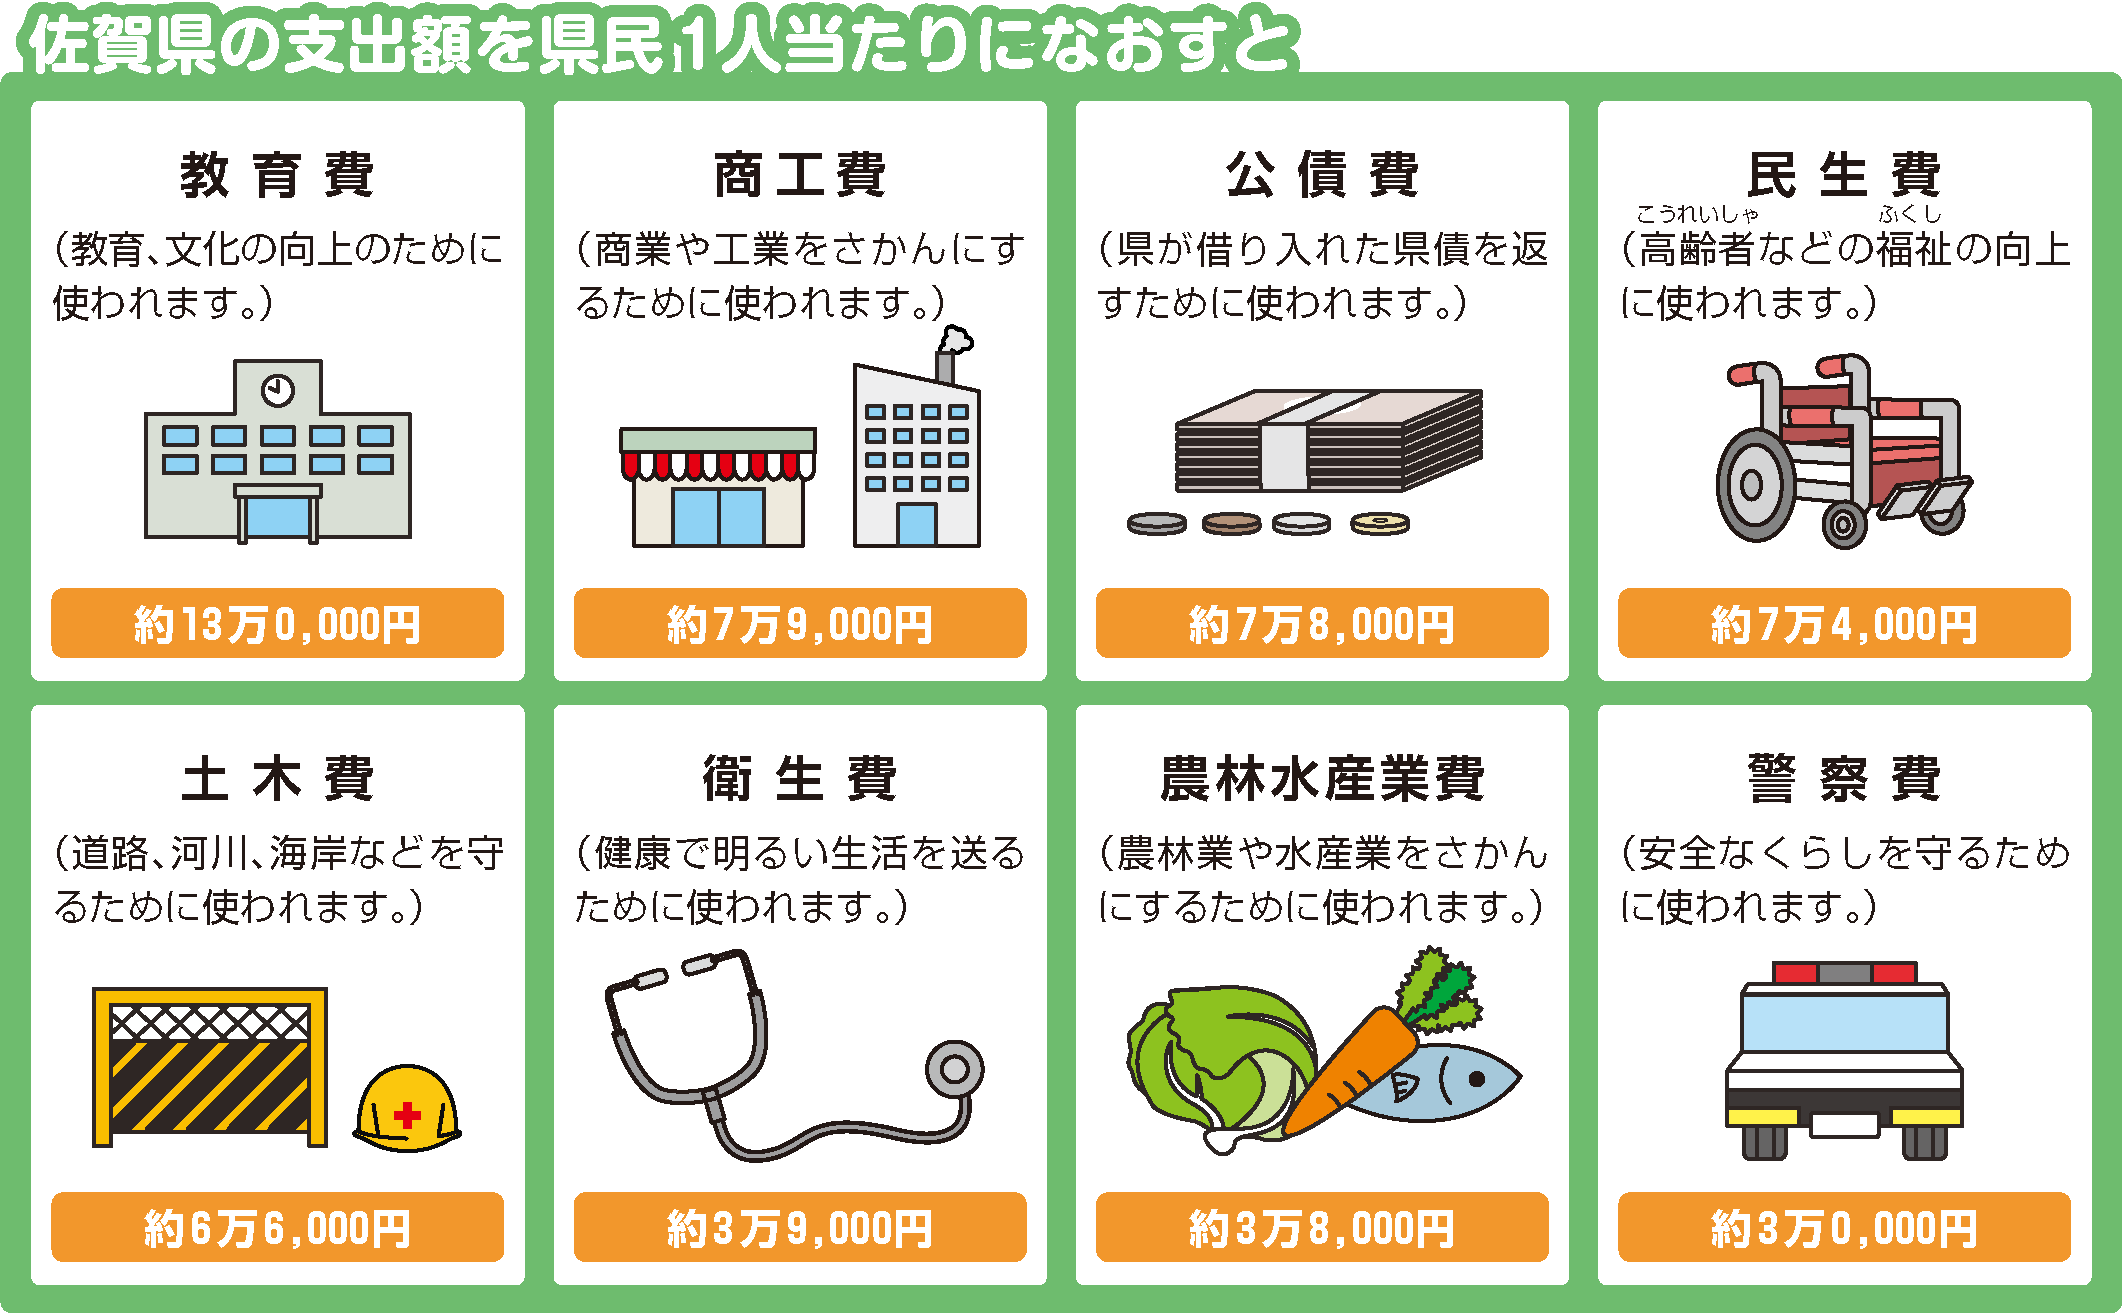 佐賀県の支出額を県民1人当たりになおすと
教育費
（教育、文化の向上のために
使われます。）
約13万0,000円
商工費
（商業や工業をさかんにす
るために使われます。）
約7万9,000円
公債費
（県が借り入れた県債を返
すために使われます。）
約7万8,000円
民生費
こうれいしゃ ふくし
（高齢者などの福祉の向上
に使われます。）
約7万4,000円
土木費
（道路、河川、海岸などを守
るために使われます。）
約6万6,000円
衛生費
（健康で明るい生活を送る
ために使われます。）
約3万9,000円
農林水産業費
（農林業や水産業をさかん
にするために使われます。）
約3万8,000円
警察費
（安全なくらしを守るため
に使われます。）
約3万0,000円